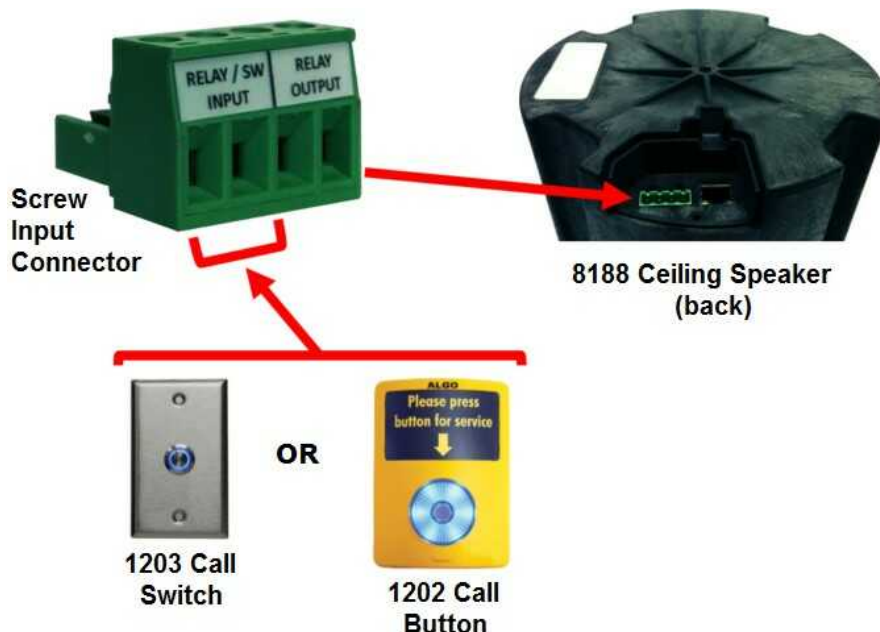 RELAY / SW
INPUT
RELAY
OUTPUT
Screw
Input
Connector
8188 Ceiling Speaker
(back)
ALGO
Please press
button for service
OR
1203 Call
Switch
1202 Call
Button